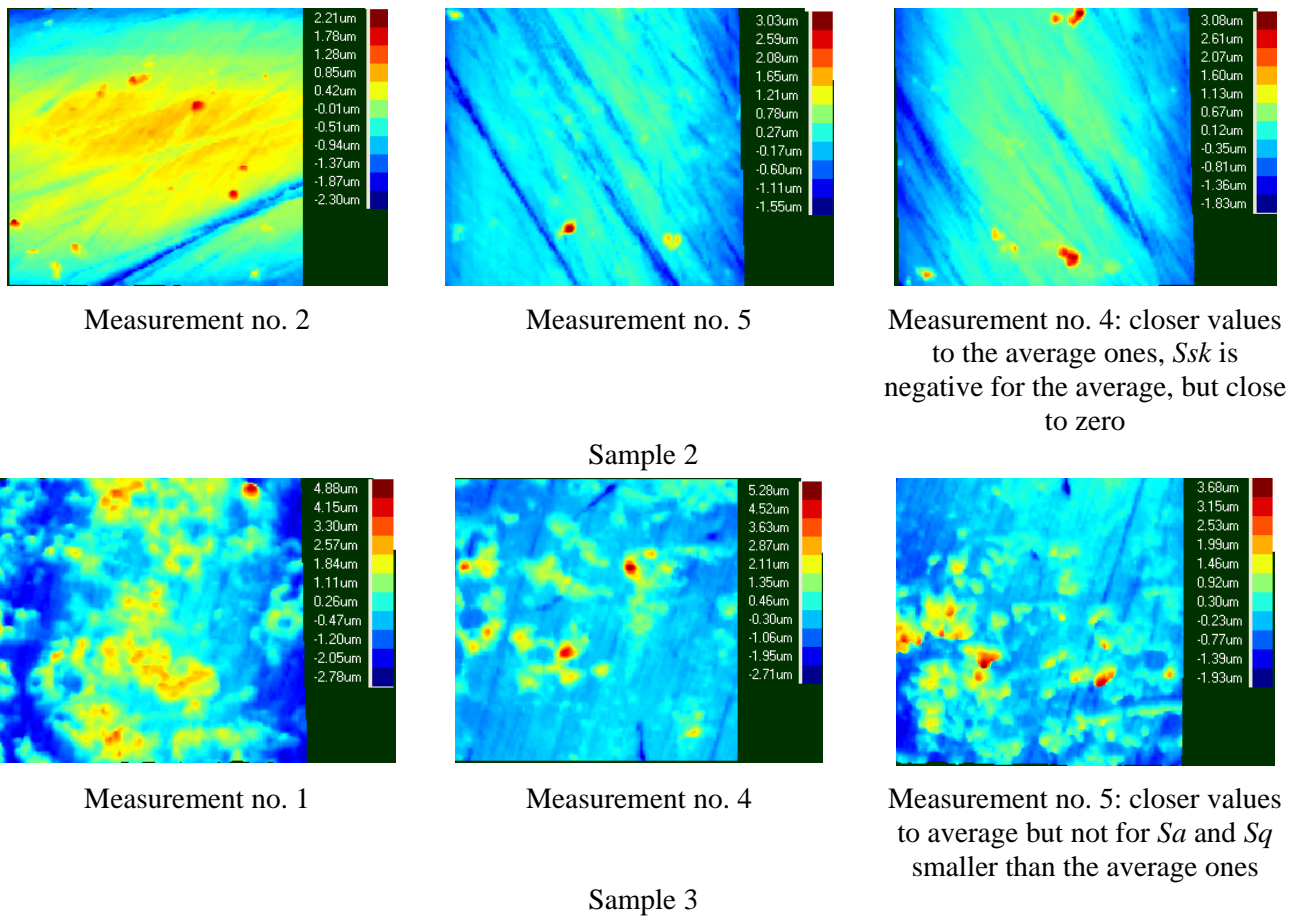 2.21um
1.78um
1.28um
0.85um
0.42um
-0.01um
-0.51um
-0.94um
-1.37um
-1.87um
-2.30um
3.03um
2.59um
2.08um
1.65um
1.21um
0.78um
0.27um
-0.17um
-0.60um
-1.11um
-1.55um
3.08um
2.61um
2.07um
1.60um
1.13um
0.67um
0.12um
-0.35um
-0.81um
-1.36um
-1.83um
Measurement no. 2
Measurement no. 5
Measurement no. 4: closer values
to the average ones, Ssk is
negative for the average, but close
to zero
Sample 2
4.88um
4.15um
3.30um
2.57um
1.84um
1.11um
0.26um
-0.47um
-1.20um
-2.05um
-2.78um
5.28um
4.52um
3.63um
2.87um
2.11um
1.35um
0.46um
-0.30um
-1.06um
-1.95um
-2.71um
3.68um
3.15um
2.53um
1.99um
1.46um
0.92um
0.30um
-0.23um
-0.77um
-1.39um
-1.93um
Measurement no. 1
Measurement no. 4
Measurement no. 5: closer values
to average but not for Sa and Sq
smaller than the average ones
Sample 3